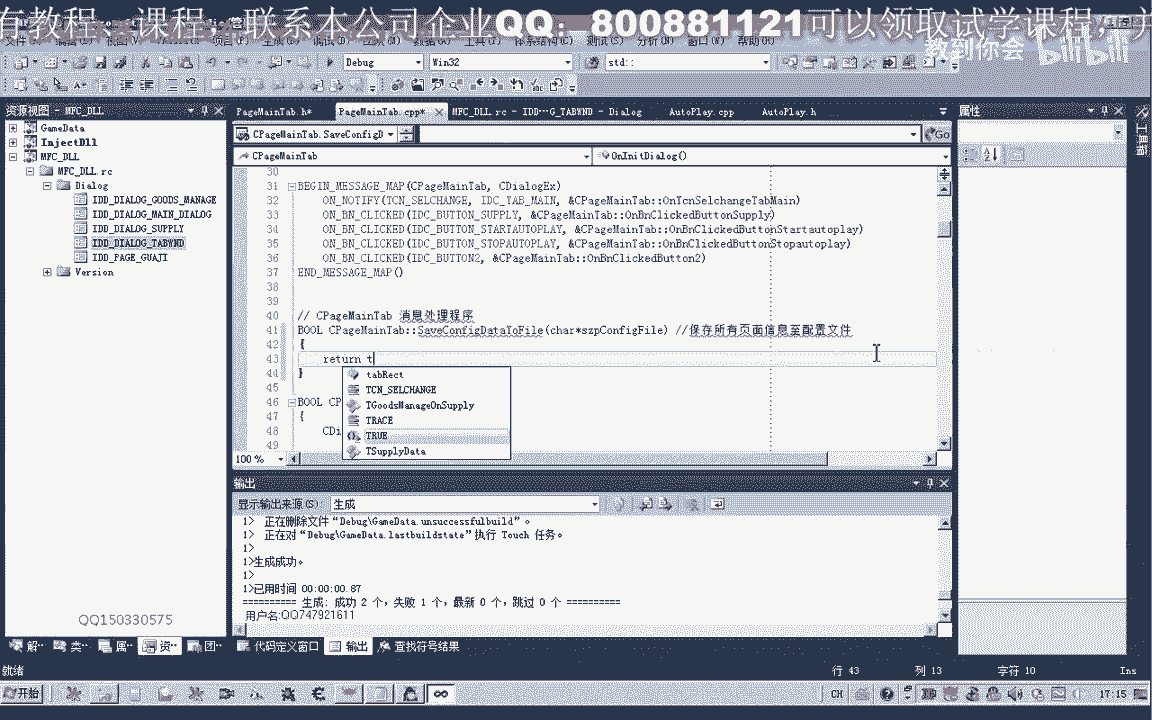 有教程、课程，联系本公司企业QQ：800881121可以领取试学课程，并
教到你会 bilibili
Debug Win32 std::
资源视图 - MFC_DLL
GameData
InjectDll
MFC_DLL
MFC_DLL.rc
Dialog
IDD_DIALOG_GOODS_MANAGE
IDD_DIALOG_MAIN_DIALOG
IDD_DIALOG_SUPPLY
IDD_DIALOG_TABWND
IDD_PAGE_GUAJI
Version
QQ150330575
PageMainTab.h* PageMainTab.cpp* MFC_DLL.rc - IDD···G_TABWND - Dialog AutoPlay.cpp AutoPlay.h
CPageMainTab.SaveConfigD Go
CPageMainTab OnInitDialog()
30
31 BEGIN_MESSAGE_MAP(CPageMainTab, CDialogEx)
32 ON_NOTIFY(TCN_SELCHANGE, IDC_TAB_MAIN, &CPageMainTab::OnTcnSelchangeTabMain)
33 ON_BN_CLICKED(IDC_BUTTON_SUPPLY, &CPageMainTab::OnBnClickedButtonSupply)
34 ON_BN_CLICKED(IDC_BUTTON_STARTAUTOPLAY, &CPageMainTab::OnBnClickedButtonStartautoplay)
35 ON_BN_CLICKED(IDC_BUTTON_STOPAUTOPLAY, &CPageMainTab::OnBnClickedButtonStopautoplay)
36 ON_BN_CLICKED(IDC_BUTTON2, &CPageMainTab::OnBnClickedButton2)
37 END_MESSAGE_MAP()
38
39
40 // CPageMainTab 消息处理程序
41 BOOL CPageMainTab::SaveConfigDataToFile(char*szpConfigFile) //保存所有页面信息至配置文件
42 {
43 return t
44 }
45
46 BOOL CP
47 {
48 CDi
49
tabRect
TCN_SELCHANGE
TGoodsManageOnSupply
TRACE
TRUE
TSupplyData
100 %
输出
显示输出来源(S): 生成
1> 正在删除文件“Debug\GameData.unsuccessfulbuild”。
1> 正在对“Debug\GameData.lastbuildstate”执行 Touch 任务。
1>
1>生成成功。
1>
1>已用时间 00:00:00.87
========== 生成: 成功 2 个，失败 1 个，最新 0 个，跳过 0 个 ==========
用户名:QQ747921611
属性
工具箱
解··· 类··· 属··· 资··· 团··· 代码定义窗口 输出 查找符号结果
就绪 行 43 列 13 字符 10 Ins
开始 CH 17:15